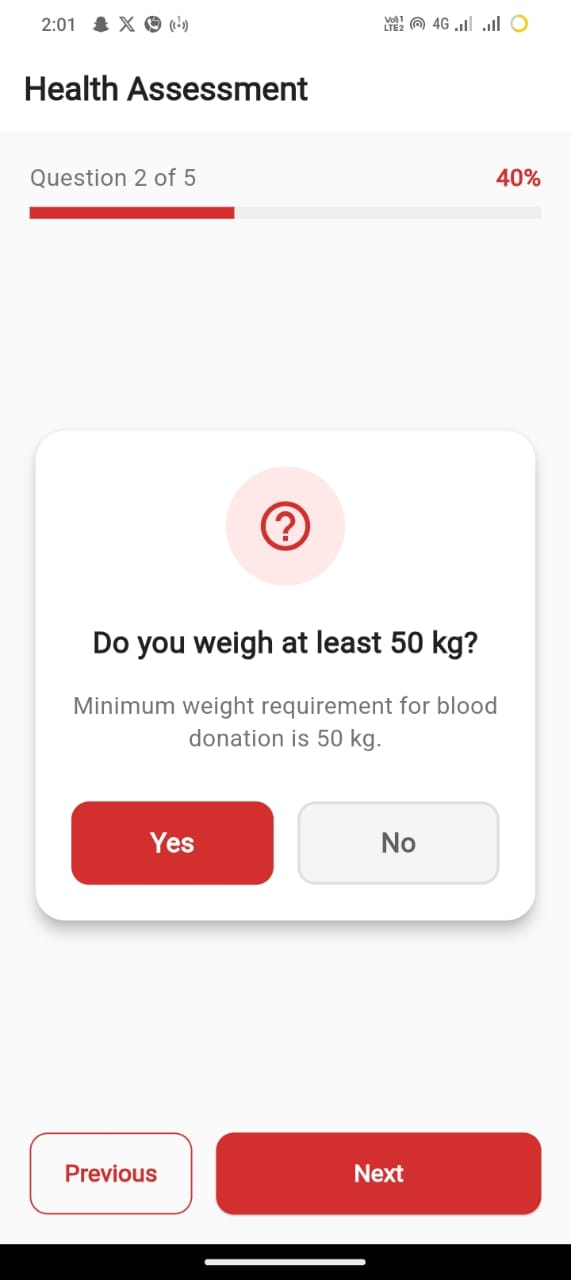 2:01 Vo1) LTE2 4G
Health Assessment
Question 2 of 5 40%
Do you weigh at least 50 kg?
Minimum weight requirement for blood
donation is 50 kg.
Yes No
Previous Next